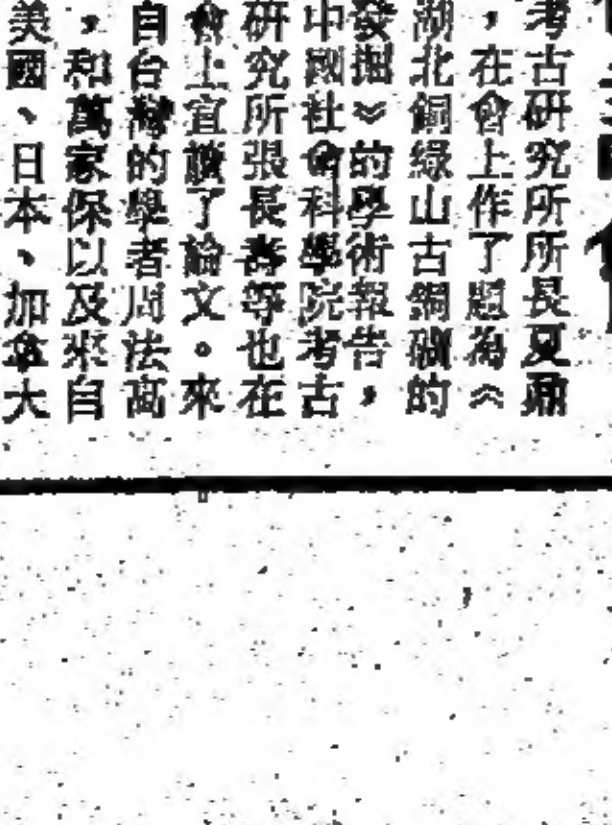 考古研究所所長夏鼐
，在會上作了題為《
湖北銅綠山古銅礦的
發掘》的學術報告，
中國社會科學院考古
研究所張長壽等也在
會上宣讀了論文。來
自台灣的學者周法高
，和萬家保以及來自
美國、日本、加拿大